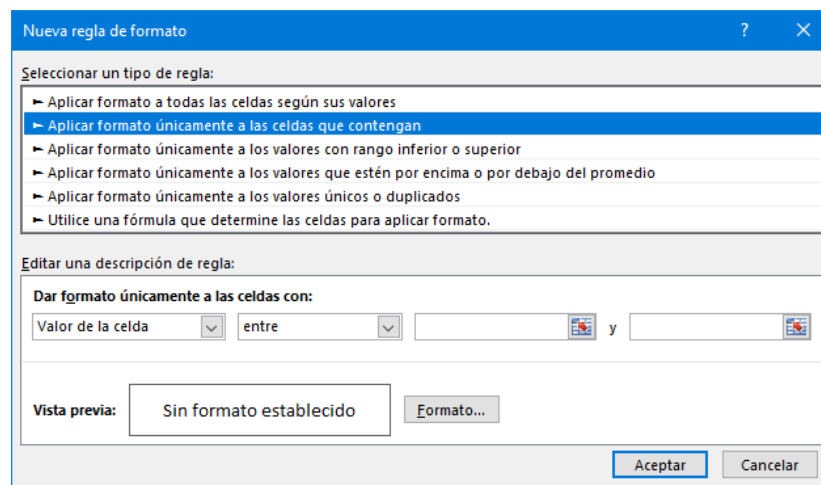 Nueva regla de formato ? ×
Seleccionar un tipo de regla:
► Aplicar formato a todas las celdas según sus valores
► Aplicar formato únicamente a las celdas que contengan
► Aplicar formato únicamente a los valores con rango inferior o superior
► Aplicar formato únicamente a los valores que estén por encima o por debajo del promedio
► Aplicar formato únicamente a los valores únicos o duplicados
► Utilice una fórmula que determine las celdas para aplicar formato.
Editar una descripción de regla:
Dar formato únicamente a las celdas con:
Valor de la celda entre y
Vista previa: Sin formato establecido Formato...
Aceptar Cancelar